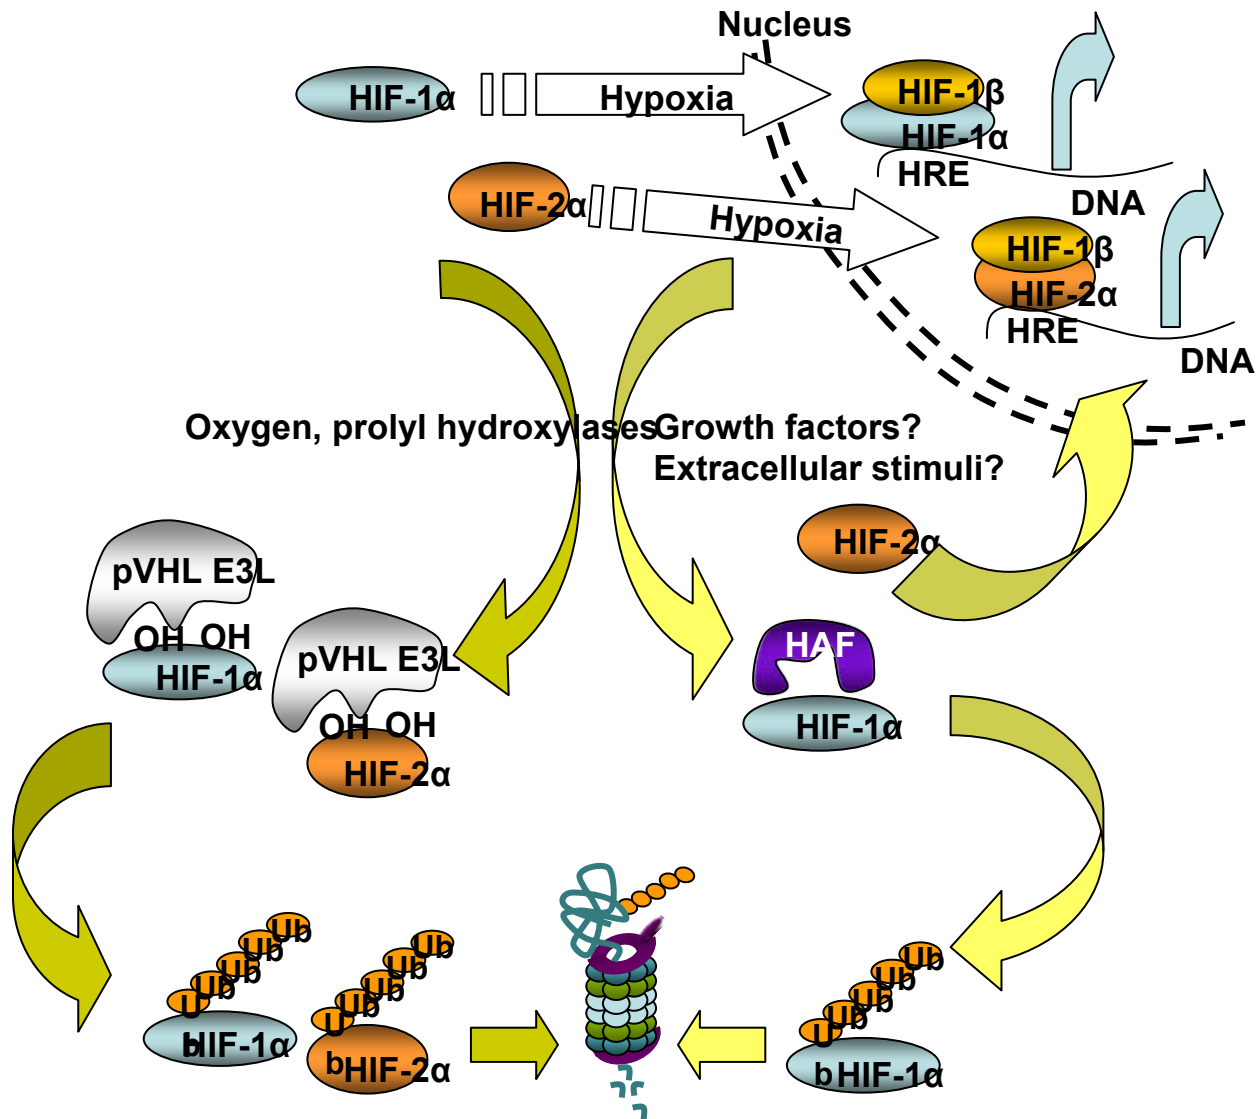 Nucleus
HIF-1α
Hypoxia
HIF-1β
HIF-1α
HRE
DNA
HIF-2α
Hypoxia
HIF-1β
HIF-2α
HRE
DNA
Oxygen, prolyl hydroxylases
Growth factors?
Extracellular stimuli?
HIF-2α
pVHL E3L
OH OH
HIF-1α
pVHL E3L
OH OH
HIF-2α
HAF
HIF-1α
Ub
Ub
Ub
Ub
Ub
HIF-1α
Ub
Ub
Ub
Ub
Ub
HIF-2α
Ub
Ub
Ub
Ub
Ub
HIF-1α